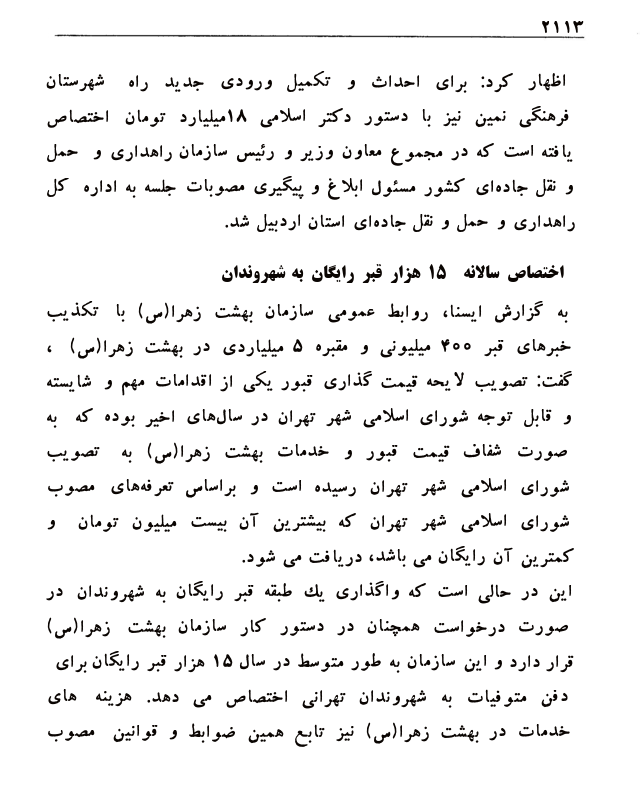 ۲۱۱۳
اظهار کرد: برای احداث و تکمیل ورودی جدید راه شهرستان
فرهنگی نمین نیز با دستور دکتر اسلامی ۱۸میلیارد تومان اختصاص
یافته است که در مجموع معاون وزیر و رئیس سازمان راهداری و حمل
و نقل جاده‌ای کشور مسئول ابلاغ و پیگیری مصوبات جلسه به اداره کل
راهداری و حمل و نقل جاده‌ای استان اردبیل شد.
اختصاص سالانه ۱۵ هزار قبر رایگان به شهروندان
به گزارش ایسنا، روابط عمومی سازمان بهشت زهرا(س) با تکذیب
خبرهای قبر ۴۰۰ میلیونی و مقبره ۵ میلیاردی در بهشت زهرا(س) ،
گفت: تصویب لایحه قیمت گذاری قبور یکی از اقدامات مهم و شایسته
و قابل توجه شورای اسلامی شهر تهران در سال‌های اخیر بوده که به
صورت شفاف قیمت قبور و خدمات بهشت زهرا(س) به تصویب
شورای اسلامی شهر تهران رسیده است و براساس تعرفه‌های مصوب
شورای اسلامی شهر تهران که بیشترین آن بیست میلیون تومان و
کمترین آن رایگان می باشد، دریافت می شود.
این در حالی است که واگذاری یك طبقه قبر رایگان به شهروندان در
صورت درخواست همچنان در دستور کار سازمان بهشت زهرا(س)
قرار دارد و این سازمان به طور متوسط در سال ۱۵ هزار قبر رایگان برای
دفن متوفیات به شهروندان تهرانی اختصاص می دهد. هزینه های
خدمات در بهشت زهرا(س) نیز تابع همین ضوابط و قوانین مصوب